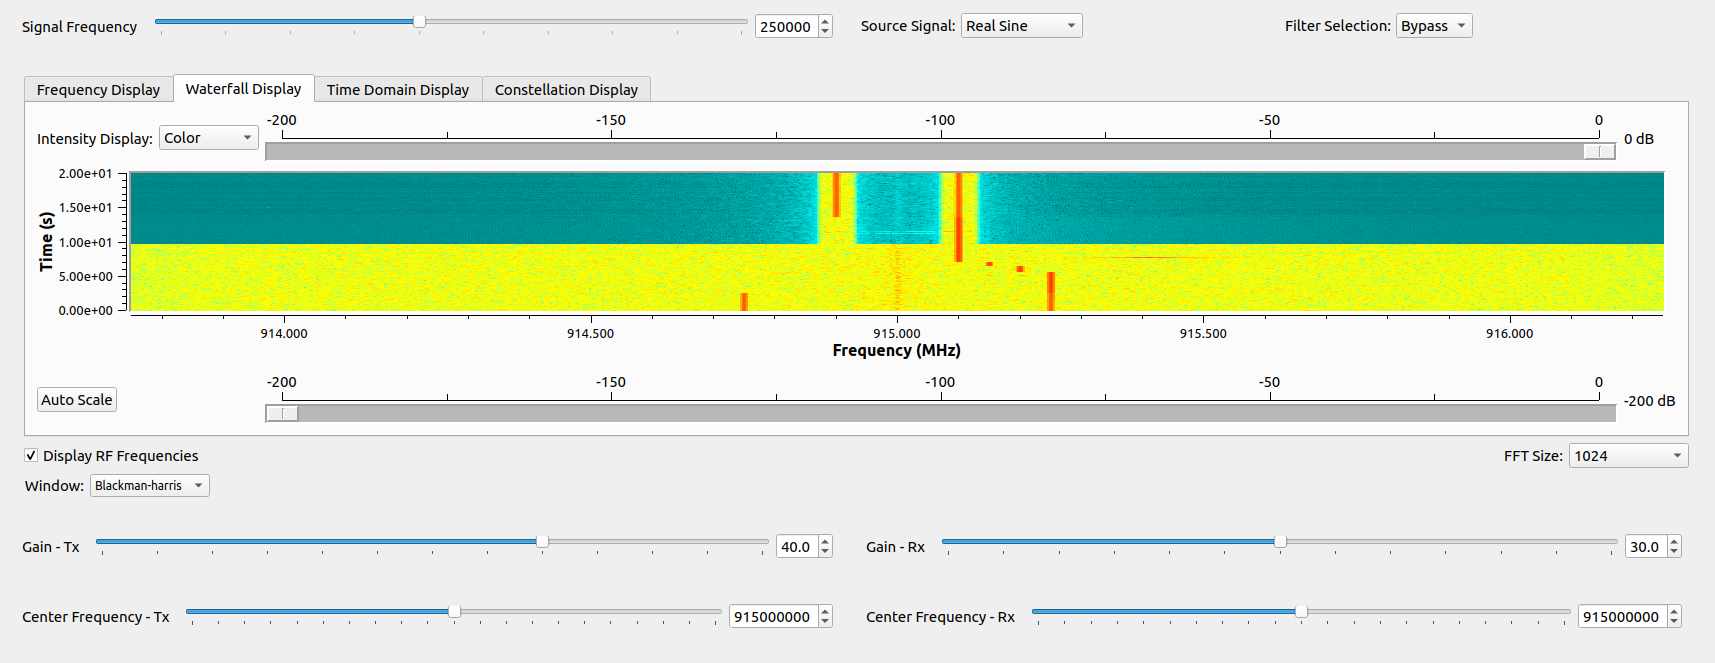 Signal Frequency 250000 Source Signal: Real Sine Filter Selection: Bypass
Frequency Display Waterfall Display Time Domain Display Constellation Display
-200 -150 -100 -50 0
Intensity Display: Color 0 dB
2.00e+01
1.50e+01
1.00e+01
5.00e+00
0.00e+00
Time (s)
914.000 914.500 915.000 915.500 916.000
Frequency (MHz)
-200 -150 -100 -50 0
Auto Scale -200 dB
Display RF Frequencies FFT Size: 1024
Window: Blackman-harris
Gain - Tx 40.0 Gain - Rx 30.0
Center Frequency - Tx 915000000 Center Frequency - Rx 915000000